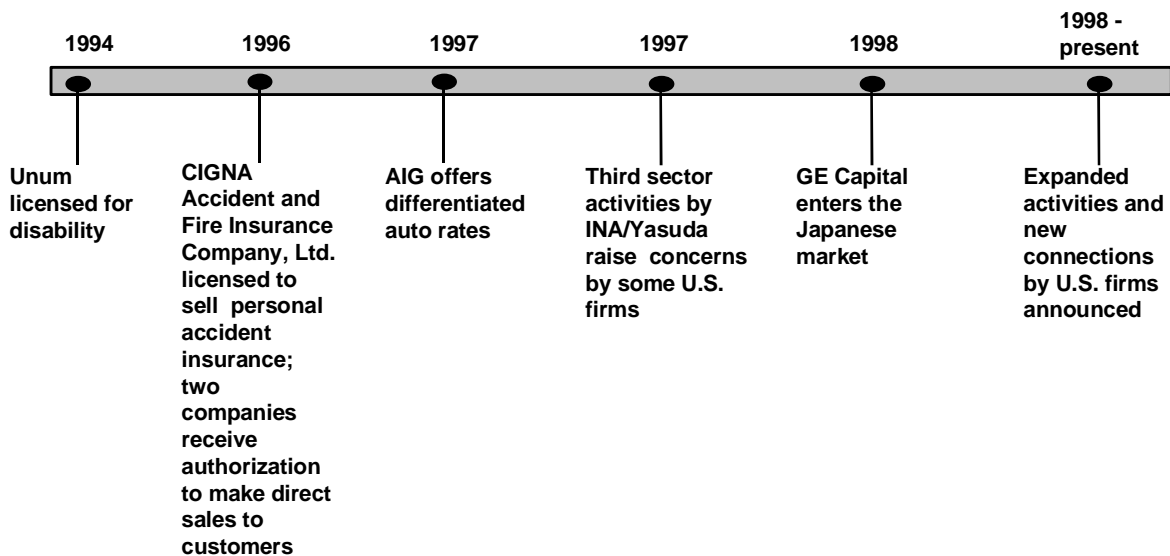 1994
1996
1997
1997
1998
1998 -
present
Unum
licensed for
disability
CIGNA
Accident and
Fire Insurance
Company, Ltd.
licensed to
sell personal
accident
insurance;
two
companies
receive
authorization
to make direct
sales to
customers
AIG offers
differentiated
auto rates
Third sector
activities by
INA/Yasuda
raise concerns
by some U.S.
firms
GE Capital
enters the
Japanese
market
Expanded
activities and
new
connections
by U.S. firms
announced